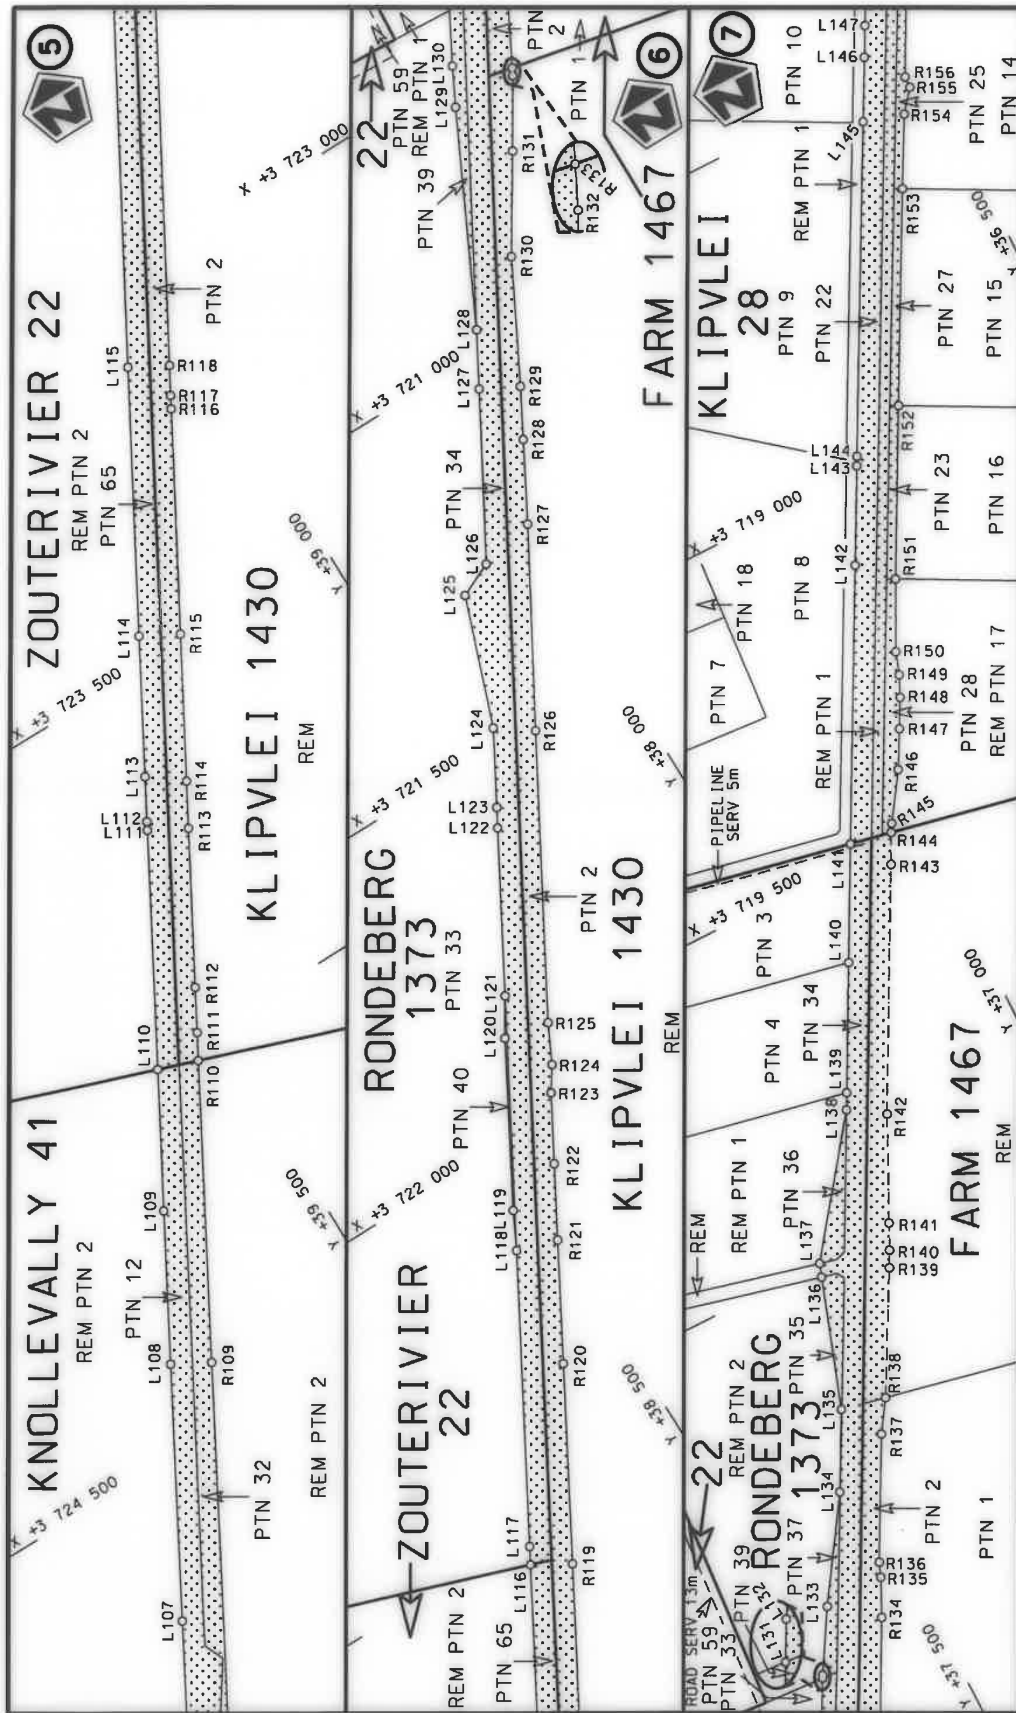 5
KNOLLEVALLY 41
REM PTN 2
PTN 12
ZOUTERIVIER 22
REM PTN 2
PTN 65
X +3 724 500
X +3 723 500
X +3 723 000
L107
L108
L109
L110
L111
L112
L113
L114
L115
R109
R110
R111
R112
R113
R114
R115
R116
R117
R118
PTN 32
REM PTN 2
PTN 2
KLIPVLEI 1430
REM
Y +39 500
Y +39 000
6
ZOUTERIVIER
22
REM PTN 2
PTN 65
RONDEBERG
1373
PTN 33
PTN 40
PTN 34
22
PTN 59
REM PTN 1
PTN 39
X +3 722 000
X +3 721 500
X +3 721 000
L116
L117
L118
L119
L120
L121
L122
L123
L124
L125
L126
L127
L128
L129
L130
R119
R120
R121
R122
R123
R124
R125
R126
R127
R128
R129
R130
R131
R132
R133
PTN 2
PTN 2
PTN 1
KLIPVLEI 1430
REM
FARM 1467
Y +38 500
Y +38 000
7
ROAD SERV 13m
PTN 59
PTN 33
PTN 39
22
REM PTN 2
RONDEBERG
1373
PTN 37
PTN 35
REM
REM PTN 1
PTN 36
PTN 4
PTN 34
PTN 3
X +3 719 500
PIPELINE
SERV 5m
PTN 7
PTN 18
PTN 8
REM PTN 1
X +3 719 000
KLIPVLEI
28
PTN 9
PTN 22
REM PTN 1
PTN 10
L131
L132
L133
L134
L135
L136
L137
L138
L139
L140
L141
L142
L143
L144
L145
L146
L147
R134
R135
R136
R137
R138
R139
R140
R141
R142
R143
R144
R145
R146
R147
R148
R149
R150
R151
R152
R153
R154
R155
R156
PTN 2
PTN 1
FARM 1467
REM
PTN 28
REM PTN 17
PTN 23
PTN 16
PTN 27
PTN 15
PTN 25
PTN 14
Y +37 500
Y +37 000
Y +36 500